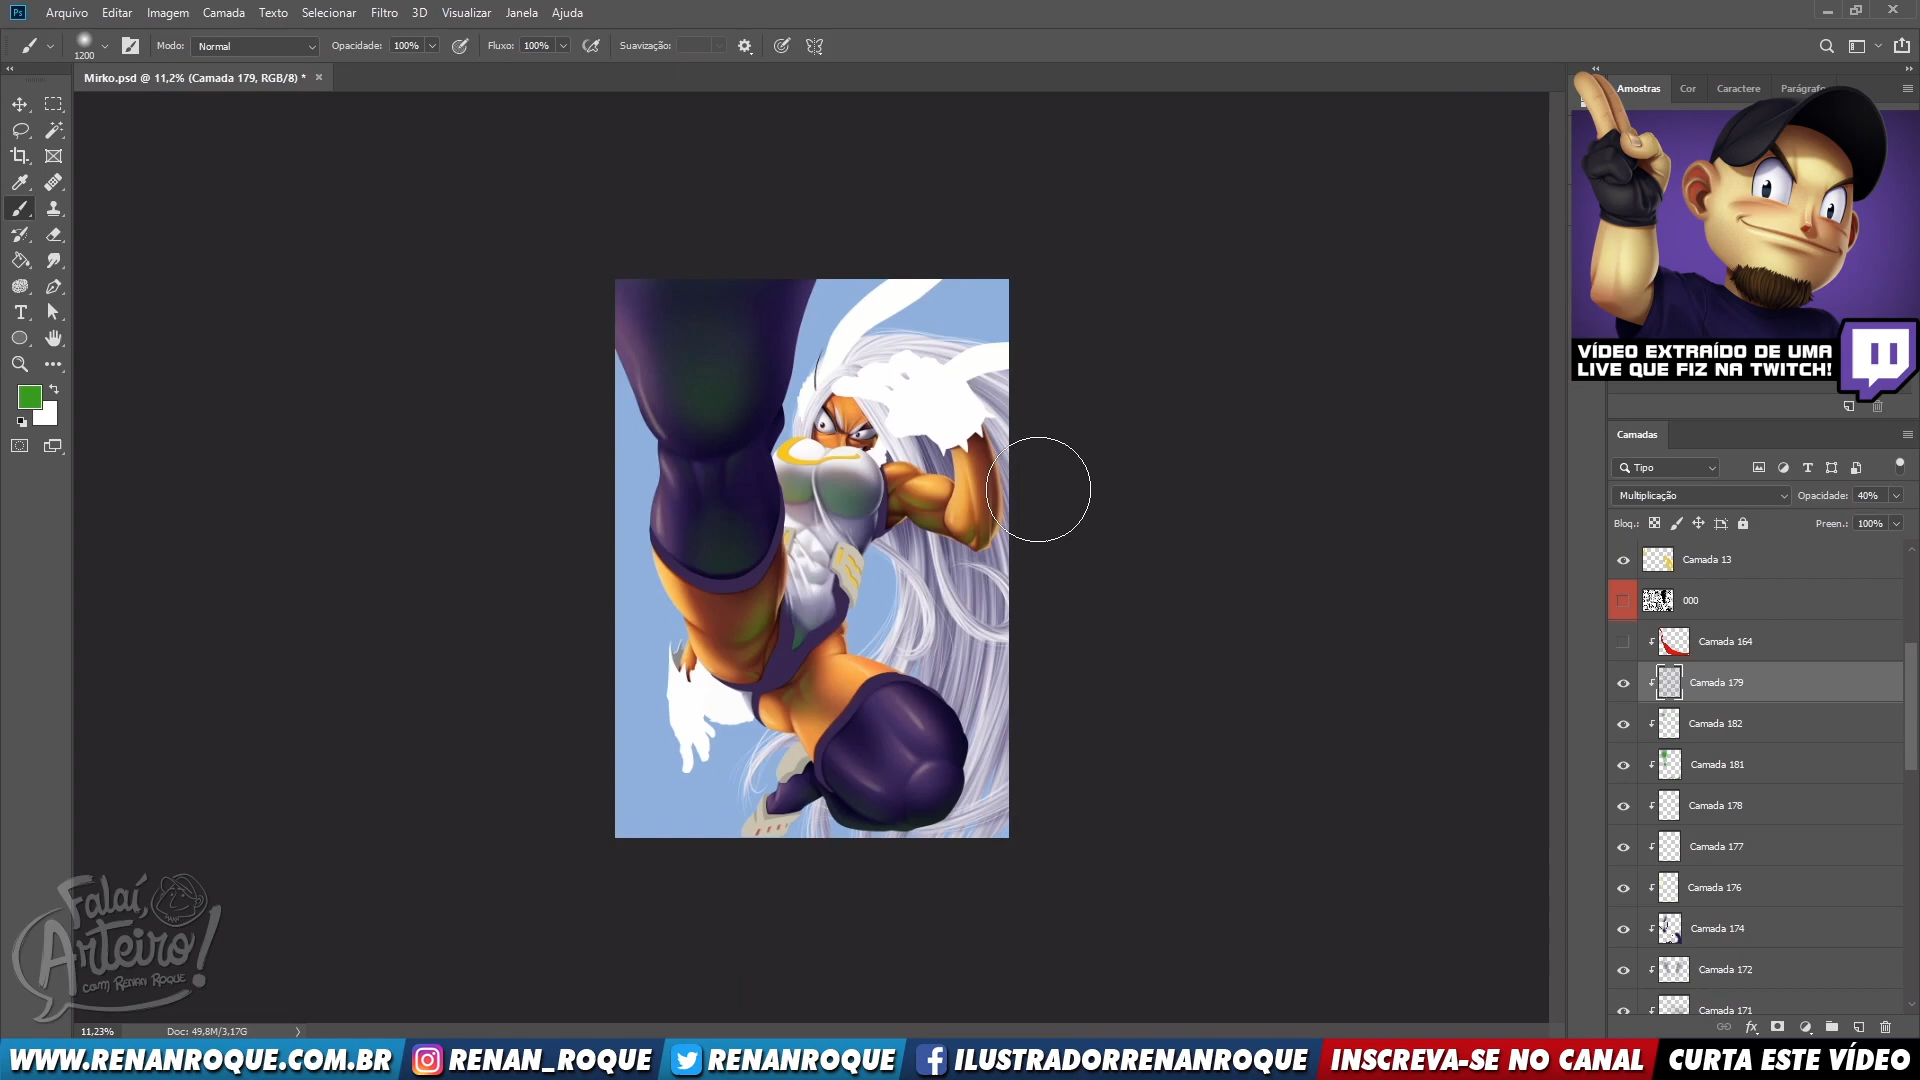 Ps Arquivo Editar Imagem Camada Texto Selecionar Filtro 3D Visualizar Janela Ajuda
1200 Modo: Normal Opacidade: 100% Fluxo: 100% Suavização:
Mirko.psd @ 11,2% (Camada 179, RGB/8) * ×
Amostras Cor Caractere Parágrafo
VÍDEO EXTRAÍDO DE UMA
LIVE QUE FIZ NA TWITCH!
Camadas
Tipo
Multiplicação Opacidade: 40%
Bloq.: Preen.: 100%
Camada 13
000
Camada 164
Camada 179
Camada 182
Camada 181
Camada 178
Camada 177
Camada 176
Camada 174
Camada 172
Camada 171
Falaí,
Arteiro!
com Renan Roque
11,23% Doc: 49,8M/3,17G
WWW.RENANROQUE.COM.BR RENAN_ROQUE RENANROQUE ILUSTRADORRENANROQUE INSCREVA-SE NO CANAL CURTA ESTE VÍDEO